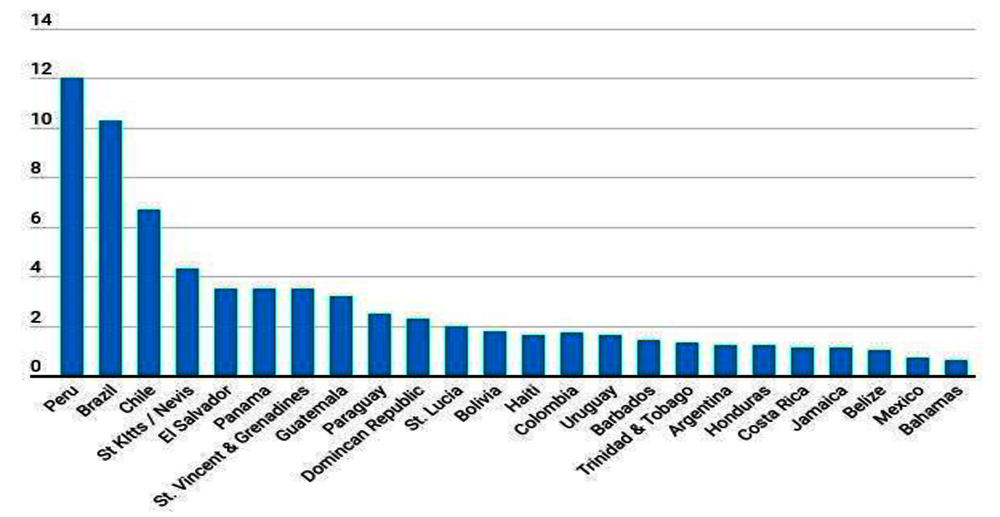 14
12
10
8
6
4
2
0
Peru
Brazil
Chile
St Kitts / Nevis
El Salvador
Panama
St. Vincent & Grenadines
Guatemala
Paraguay
Domincan Republic
St. Lucia
Bolivia
Haiti
Colombia
Uruguay
Barbados
Trinidad & Tobago
Argentina
Honduras
Costa Rica
Jamaica
Belize
Mexico
Bahamas